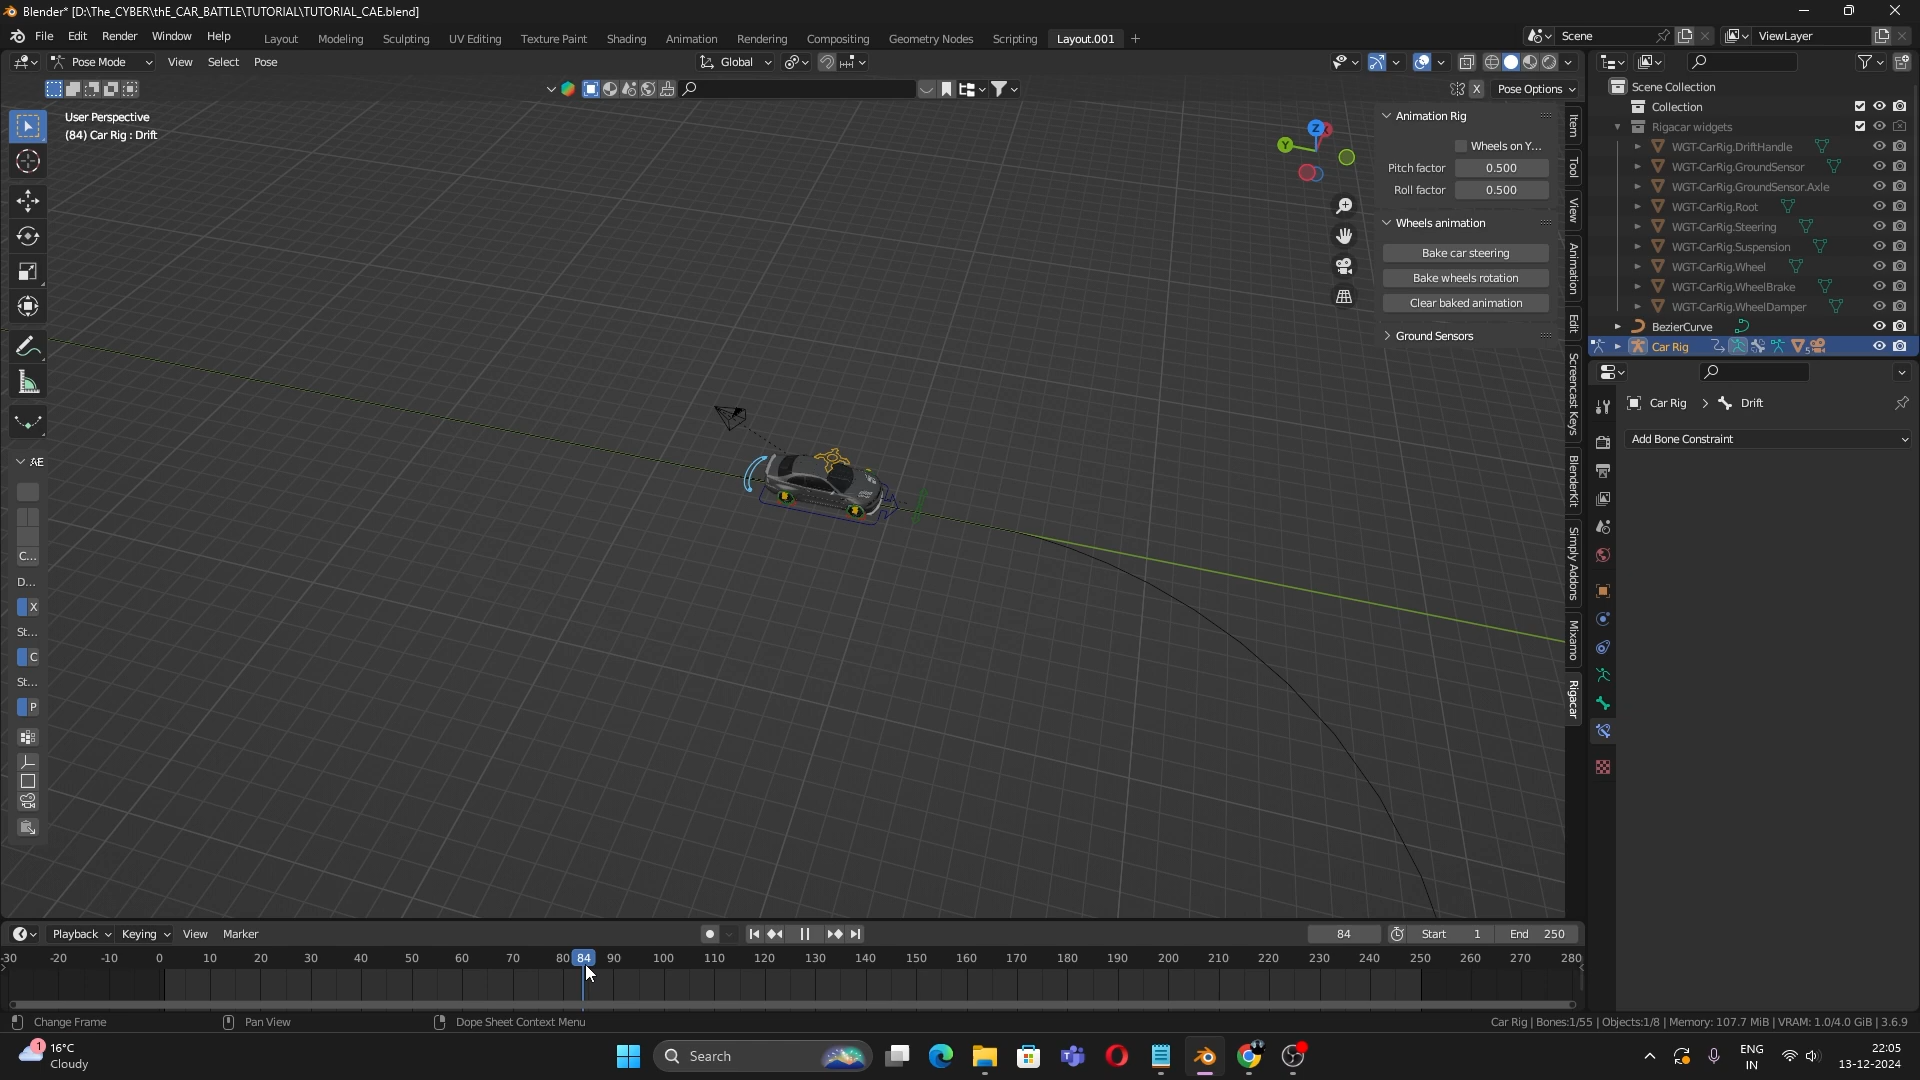 Blender* [D:\The_CYBER\thE_CAR_BATTLE\TUTORIAL\TUTORIAL_CAE.blend]
File Edit Render Window Help
Layout Modeling Sculpting UV Editing Texture Paint Shading Animation Rendering Compositing Geometry Nodes Scripting Layout.001 +
Scene
ViewLayer
Pose Mode View Select Pose
Global
X Pose Options
User Perspective
(84) Car Rig : Drift
Z
X
Y
Animation Rig
Wheels on Y...
Pitch factor 0.500
Roll factor 0.500
Wheels animation
Bake car steering
Bake wheels rotation
Clear baked animation
Ground Sensors
Item
Tool
View
Animation
Edit
Screencast Keys
BlenderKit
Simply Addons
Mixamo
Rigacar
Scene Collection
Collection
Rigacar widgets
WGT-CarRig.DriftHandle
WGT-CarRig.GroundSensor
WGT-CarRig.GroundSensor.Axle
WGT-CarRig.Root
WGT-CarRig.Steering
WGT-CarRig.Suspension
WGT-CarRig.Wheel
WGT-CarRig.WheelBrake
WGT-CarRig.WheelDamper
BezierCurve
Car Rig 5
Car Rig > Drift
Add Bone Constraint
AE
C...
D...
X
St...
C
St...
P
Playback Keying View Marker
84 Start 1 End 250
-30 -20 -10 0 10 20 30 40 50 60 70 80 84 90 100 110 120 130 140 150 160 170 180 190 200 210 220 230 240 250 260 270 280
Change Frame Pan View Dope Sheet Context Menu
Car Rig | Bones:1/55 | Objects:1/8 | Memory: 107.7 MiB | VRAM: 1.0/4.0 GiB | 3.6.9
1
16°C
Cloudy
Search
ENG
IN
22:05
13-12-2024